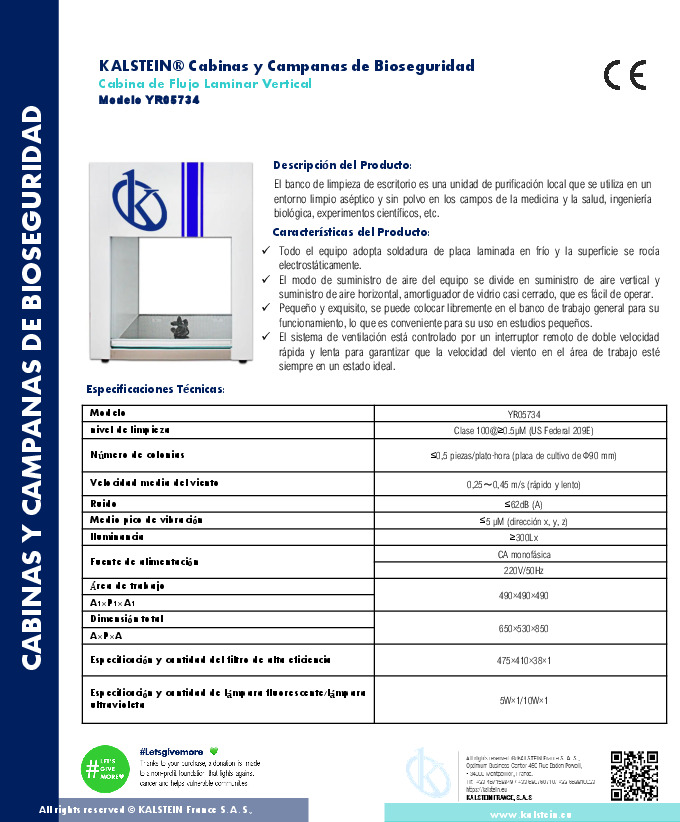 CABINAS Y CAMPANAS DE BIOSEGURIDAD
KALSTEIN® Cabinas y Campanas de Bioseguridad
Cabina de Flujo Laminar Vertical
Modelo YR05734
CE
Descripción del Producto:
El banco de limpieza de escritorio es una unidad de purificación local que se utiliza en un
entorno limpio aséptico y sin polvo en los campos de la medicina y la salud, ingeniería
biológica, experimentos científicos, etc.
Características del Producto:
✓ Todo el equipo adopta soldadura de placa laminada en frío y la superficie se rocía
electrostáticamente.
✓ El modo de suministro de aire del equipo se divide en suministro de aire vertical y
suministro de aire horizontal, amortiguador de vidrio casi cerrado, que es fácil de operar.
✓ Pequeño y exquisito, se puede colocar libremente en el banco de trabajo general para su
funcionamiento, lo que es conveniente para su uso en estudios pequeños.
✓ El sistema de ventilación está controlado por un interruptor remoto de doble velocidad
rápida y lenta para garantizar que la velocidad del viento en el área de trabajo esté
siempre en un estado ideal.
Especificaciones Técnicas:
Modelo YR05734
nivel de limpieza Clase 100@≥0.5μM (US Federal 209E)
Número de colonias ≤0,5 piezas/plato·hora (placa de cultivo de Φ90 mm)
Velocidad media del viento 0,25～0,45 m/s (rápido y lento)
Ruido ≤62dB (A)
Medio pico de vibración ≤5 μM (dirección x, y, z)
Iluminancia ≥300Lx
Fuente de alimentación CA monofásica
220V/50Hz
Área de trabajo
A1×P1×A1 490×490×490
Dimensión total
A×P×A 650×530×850
Especificación y cantidad del filtro de alta eficiencia 475×410×38×1
Especificación y cantidad de lámpara fluorescente/lámpara
ultravioleta 5W×1/10W×1
#LET'S
GIVE
MORE
#Letsgivemore
Thanks to your purchase, a donation is made
to a non-profit foundation that fights against
cancer and helps vulnerable communities
All rights reserved © KALSTEIN France S. A. S.,
Optimum Business Center 450 Rue Baden Powell,
34000 Montpellier, France
https://kalstein.eu
KALSTEIN FRANCE, S.A.S
All rights reserved © KALSTEIN France S. A. S.,
www.kalstein.eu